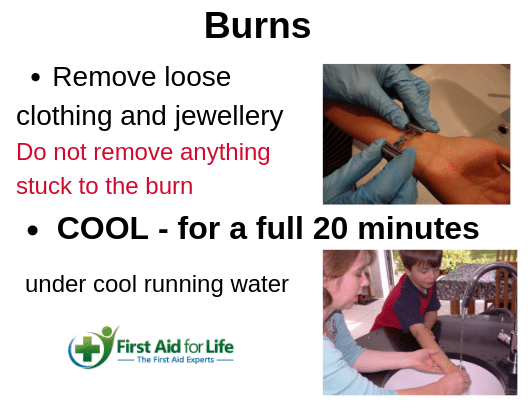 Burns
• Remove loose
clothing and jewellery
Do not remove anything
stuck to the burn
• COOL - for a full 20 minutes
under cool running water
First Aid for Life
The First Aid Experts